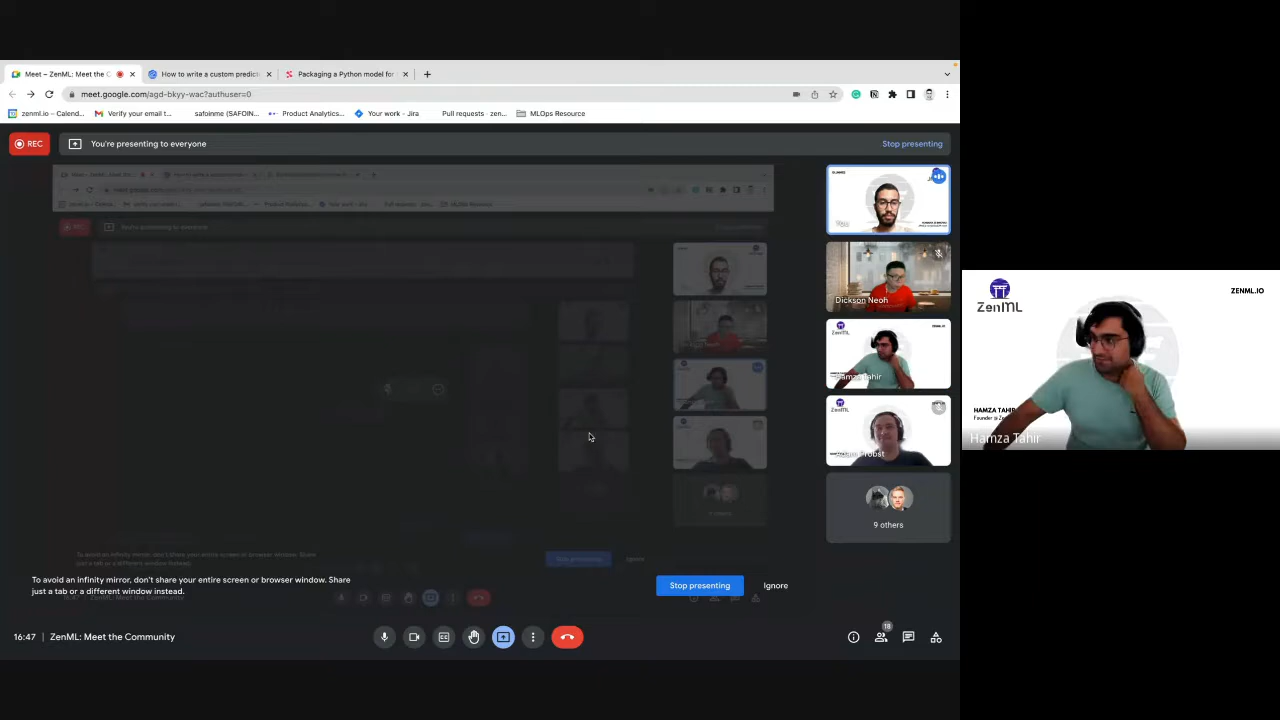 Meet – ZenML: Meet the C
How to write a custom predic
Packaging a Python model for
meet.google.com/agd-bkyy-wac?authuser=0
zenml.io – Calend...
Verify your email t...
safoinme (SAFOIN...
Product Analytics...
Your work - Jira
Pull requests · zen...
MLOps Resource
REC
You're presenting to everyone
Stop presenting
You
Dickson Neoh
Hamza Tahir
Adam Probst
9 others
To avoid an infinity mirror, don't share your entire screen or browser window. Share
just a tab or a different window instead.
Stop presenting
Ignore
16:47
ZenML: Meet the Community
18
ZenML
ZENML.IO
HAMZA TAHIR
Hamza Tahir